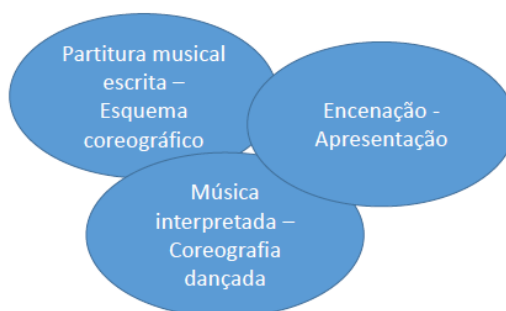 Partitura musical
escrita –
Esquema
coreográfico
Encenação -
Apresentação
Música
interpretada –
Coreografia
dançada